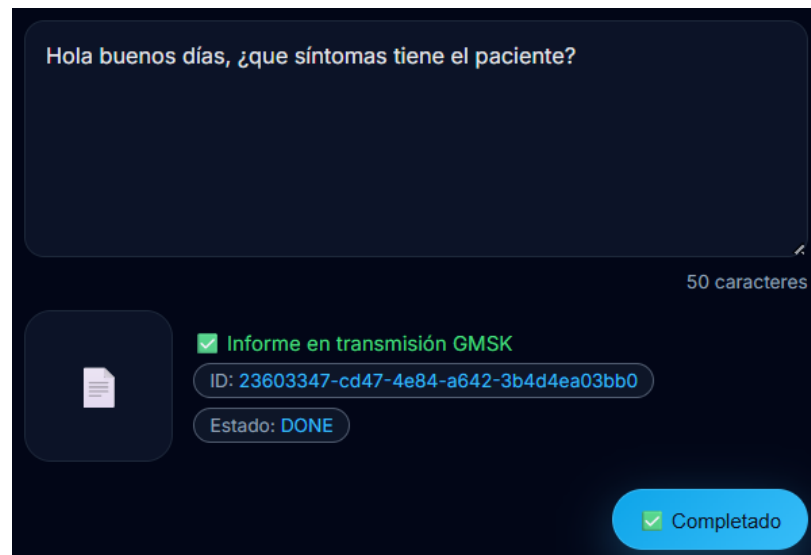 Hola buenos días, ¿que síntomas tiene el paciente?
50 caracteres
✅ Informe en transmisión GMSK
ID: 23603347-cd47-4e84-a642-3b4d4ea03bb0
Estado: DONE
✅ Completado